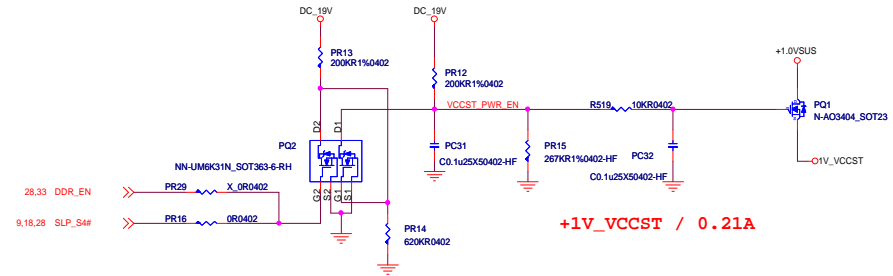 DC_19V
DC_19V
PR13
200KR1%0402
PR12
200KR1%0402
+1.0VSUS
VCCST_PWR_EN
R519
10KR0402
PQ1
N-AO3404_SOT23
D2
D1
PQ2
NN-UM6K31N_SOT363-6-RH
PC31
C0.1u25X50402-HF
PR15
267KR1%0402-HF
PC32
C0.1u25X50402-HF
1V_VCCST
G2
S2
G1
S1
28,33 DDR_EN
PR29
X_0R0402
9,18,28 SLP_S4#
PR16
0R0402
PR14
620KR0402
+1V_VCCST / 0.21A